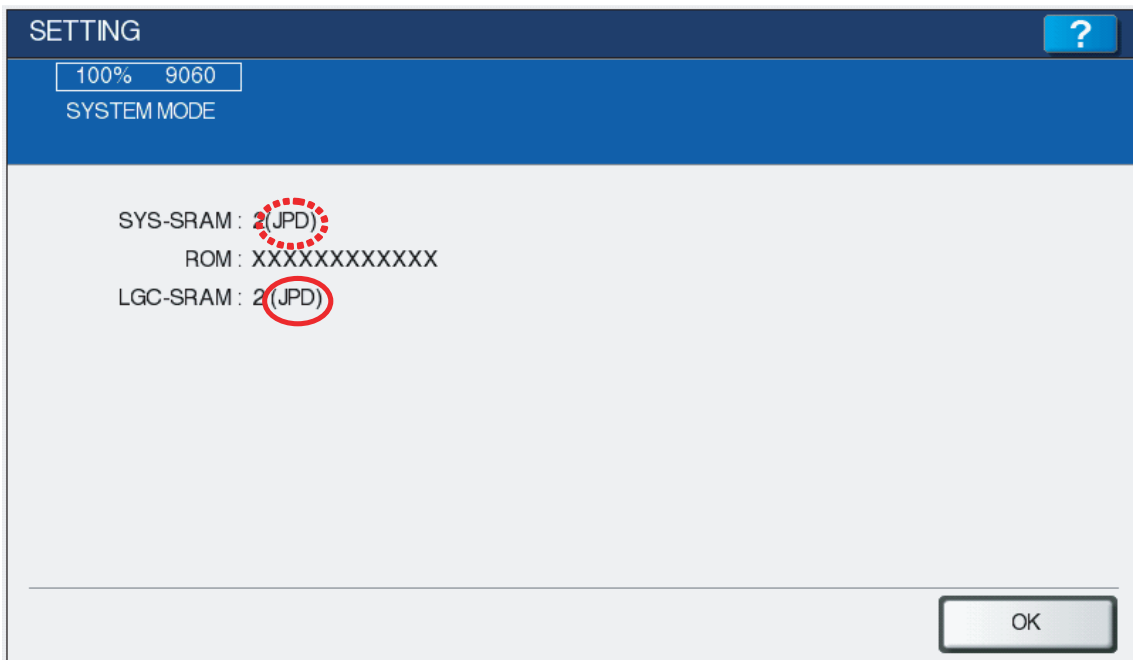 SETTING
?
100% 9060
SYSTEM MODE
SYS-SRAM : 2(JPD)
ROM : XXXXXXXXXXXX
LGC-SRAM : 2 (JPD)
OK